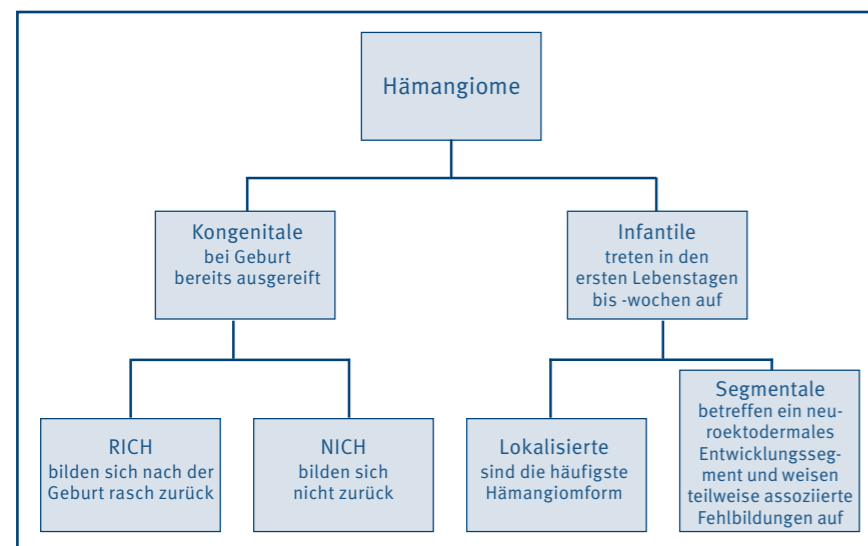 Hämangiome
Kongenitale
bei Geburt
bereits ausgereift
Infantile
treten in den
ersten Lebenstagen
bis -wochen auf
RICH
bilden sich nach der
Geburt rasch zurück
NICH
bilden sich
nicht zurück
Lokalisierte
sind die häufigste
Hämangiomform
Segmentale
betreffen ein neu-
roektodermales
Entwicklungsseg-
ment und weisen
teilweise assoziierte
Fehlbildungen auf